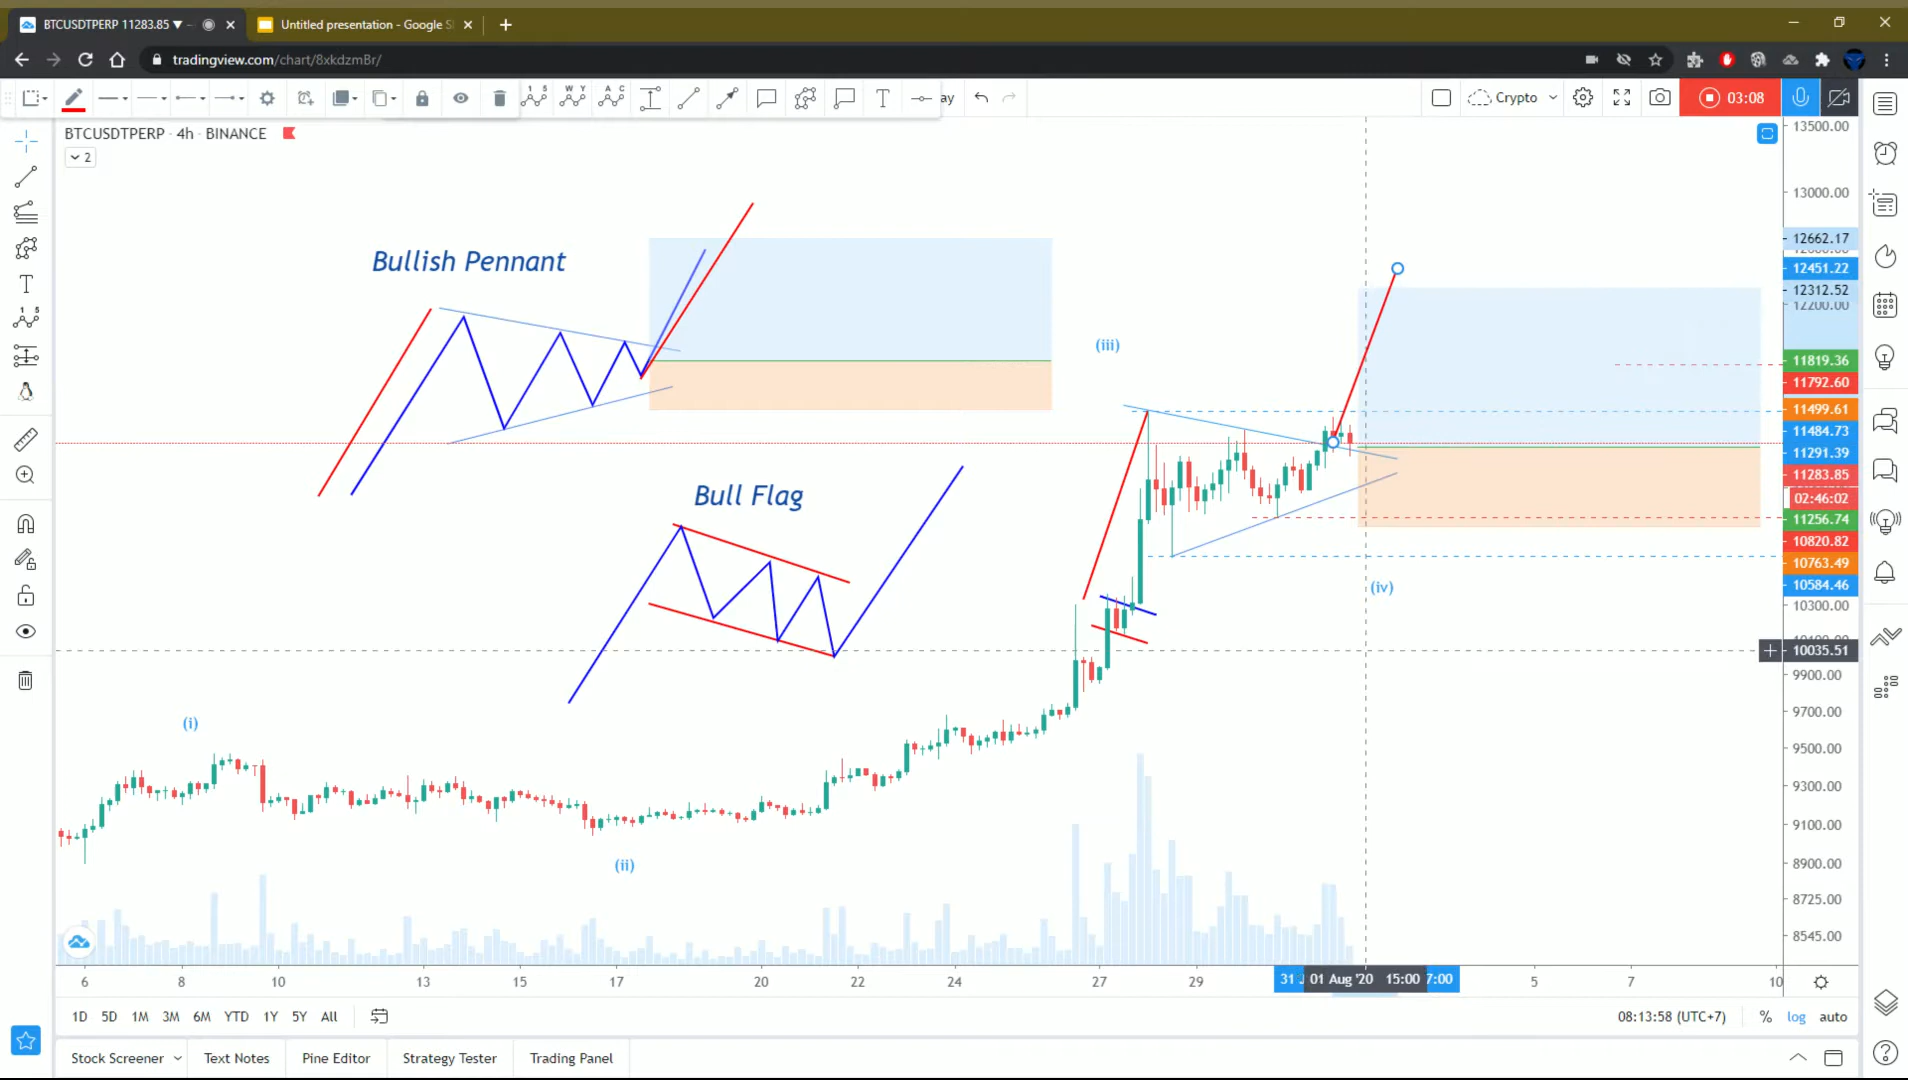 BTCUSDTPERP 11283.85 ▼
Untitled presentation - Google S
tradingview.com/chart/8xkdzmBr/
ay
Crypto
03:08
BTCUSDTPERP · 4h · BINANCE
2
13500.00
13000.00
12662.17
12451.22
12312.52
12200.00
11819.36
11792.60
11499.61
11484.73
11291.39
11283.85
02:46:02
11256.74
10820.82
10763.49
10584.46
10300.00
10035.51
9900.00
9700.00
9500.00
9300.00
9100.00
8900.00
8725.00
8545.00
Bullish Pennant
Bull Flag
(i)
(ii)
(iii)
(iv)
6 8 10 13 15 17 20 22 24 27 29 31 J 01 Aug '20 15:00 7:00 5 7 10
1D 5D 1M 3M 6M YTD 1Y 5Y All
08:13:58 (UTC+7) % log auto
Stock Screener Text Notes Pine Editor Strategy Tester Trading Panel